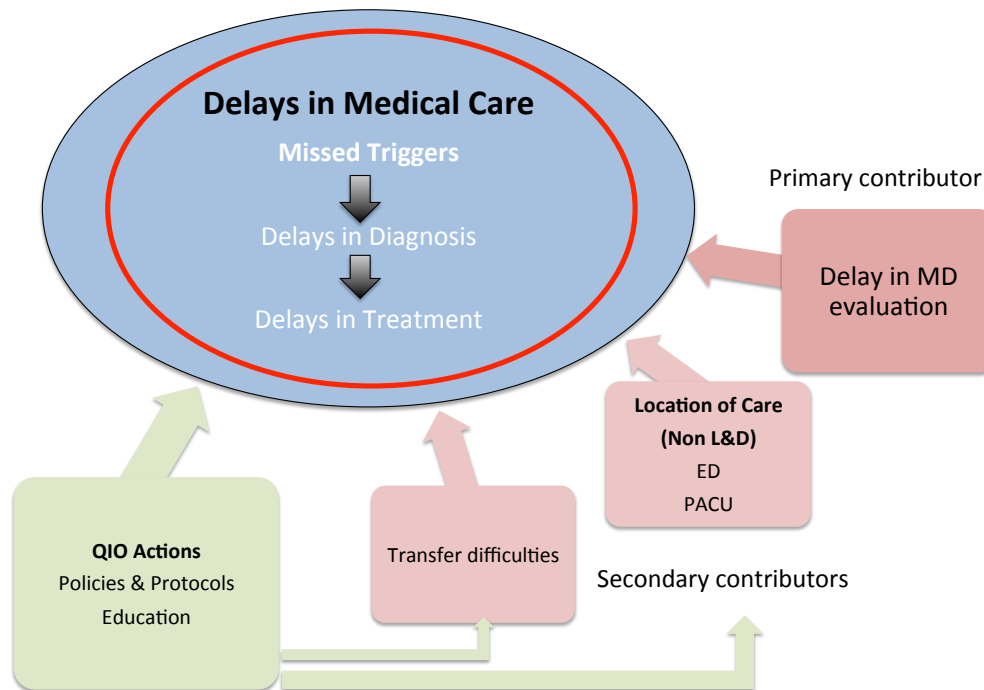 Delays in Medical Care
Missed Triggers
Delays in Diagnosis
Delays in Treatment
Primary contributor
Delay in MD
evaluation
Location of Care
(Non L&D)
ED
PACU
QIO Actions
Policies & Protocols
Education
Transfer difficulties
Secondary contributors